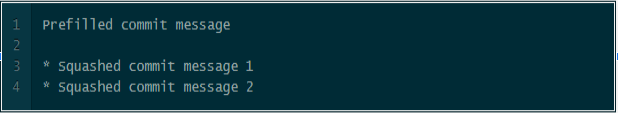 1 Prefilled commit message
2
3 * Squashed commit message 1
4 * Squashed commit message 2